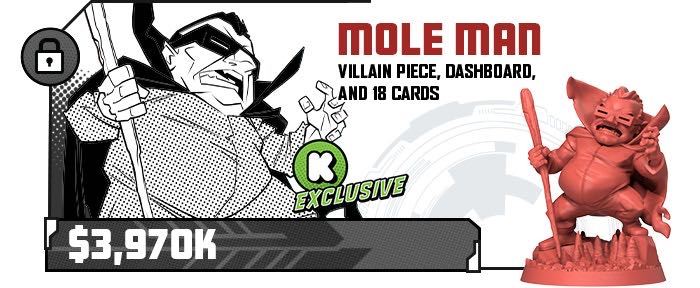 MOLE MAN
VILLAIN PIECE, DASHBOARD,
AND 18 CARDS
K
EXCLUSIVE
$3,970K